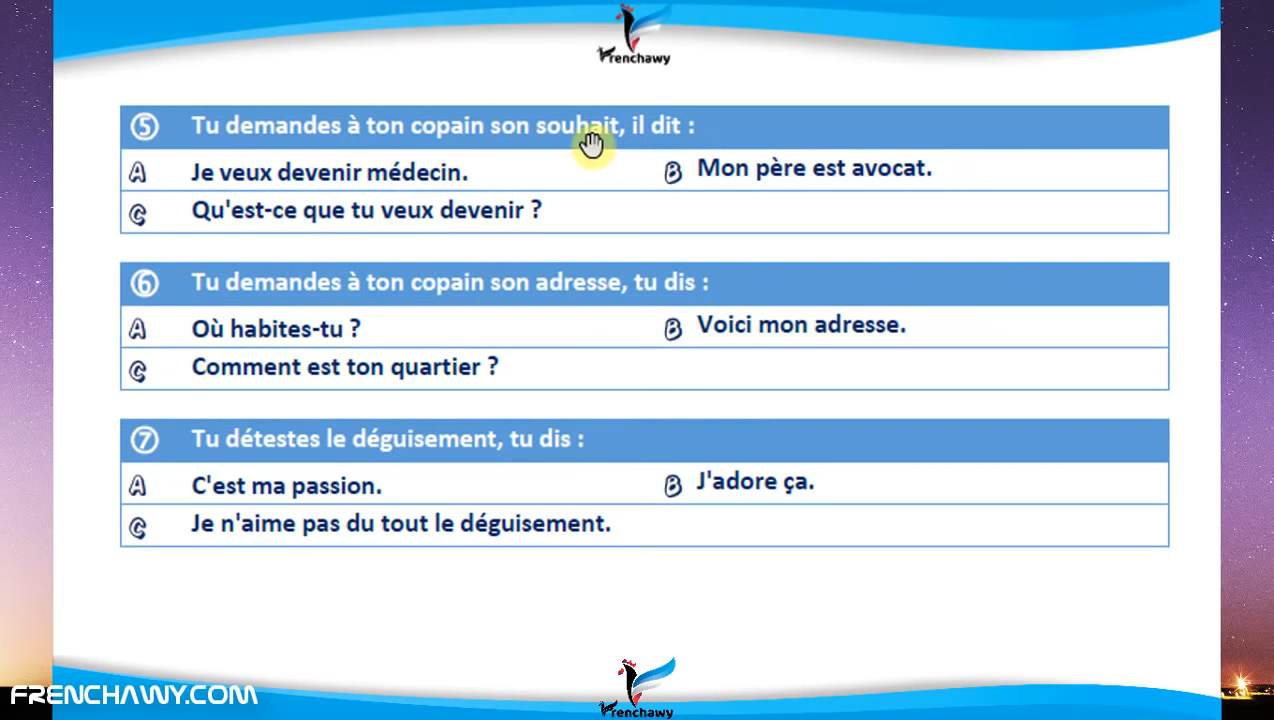 Frenchawy
⑤ Tu demandes à ton copain son souhait, il dit :
A Je veux devenir médecin. B Mon père est avocat.
C Qu'est-ce que tu veux devenir ?
⑥ Tu demandes à ton copain son adresse, tu dis :
A Où habites-tu ? B Voici mon adresse.
C Comment est ton quartier ?
⑦ Tu détestes le déguisement, tu dis :
A C'est ma passion. B J'adore ça.
C Je n'aime pas du tout le déguisement.
FRENCHAWY.COM
Frenchawy